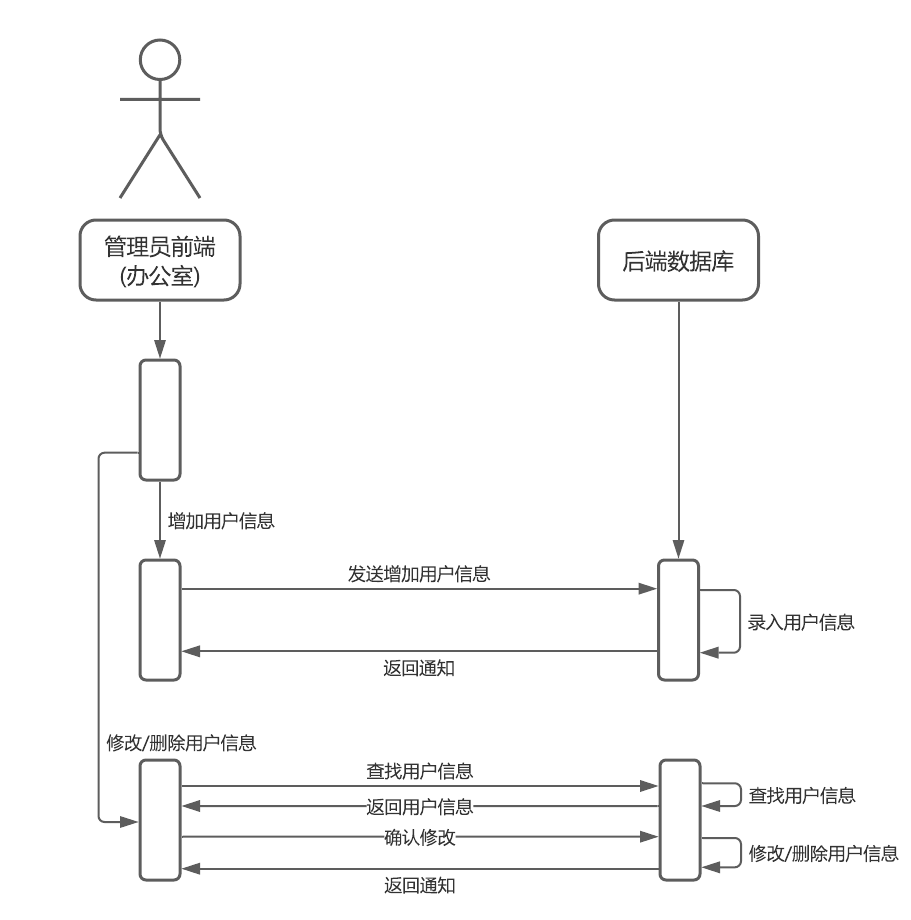 管理员前端
(办公室)
后端数据库
增加用户信息
发送增加用户信息
录入用户信息
返回通知
修改/删除用户信息
查找用户信息
查找用户信息
返回用户信息
确认修改
修改/删除用户信息
返回通知